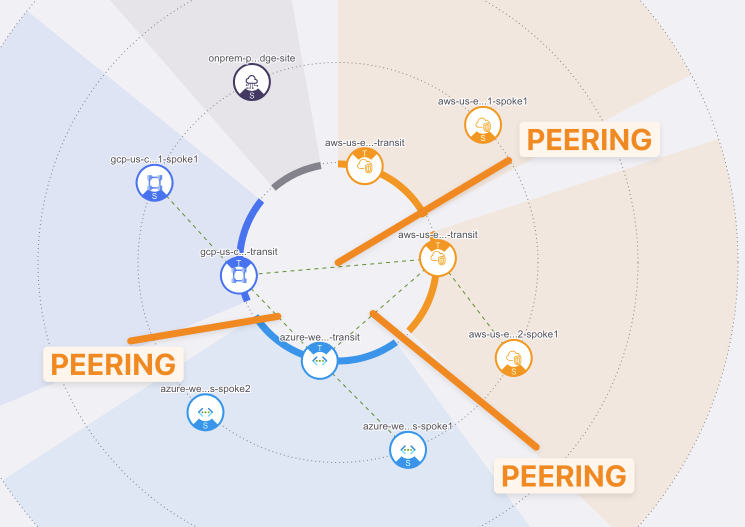 onprem-p...dge-site
aws-us-e...1-spoke1
PEERING
aws-us-e...-transit
T
S
S
gcp-us-c...1-spoke1
S
aws-us-e...-transit
T
gcp-us-c...-transit
T
aws-us-e...2-spoke1
azure-we...-transit
T
PEERING
S
azure-we...s-spoke2
S
azure-we...s-spoke1
S
PEERING